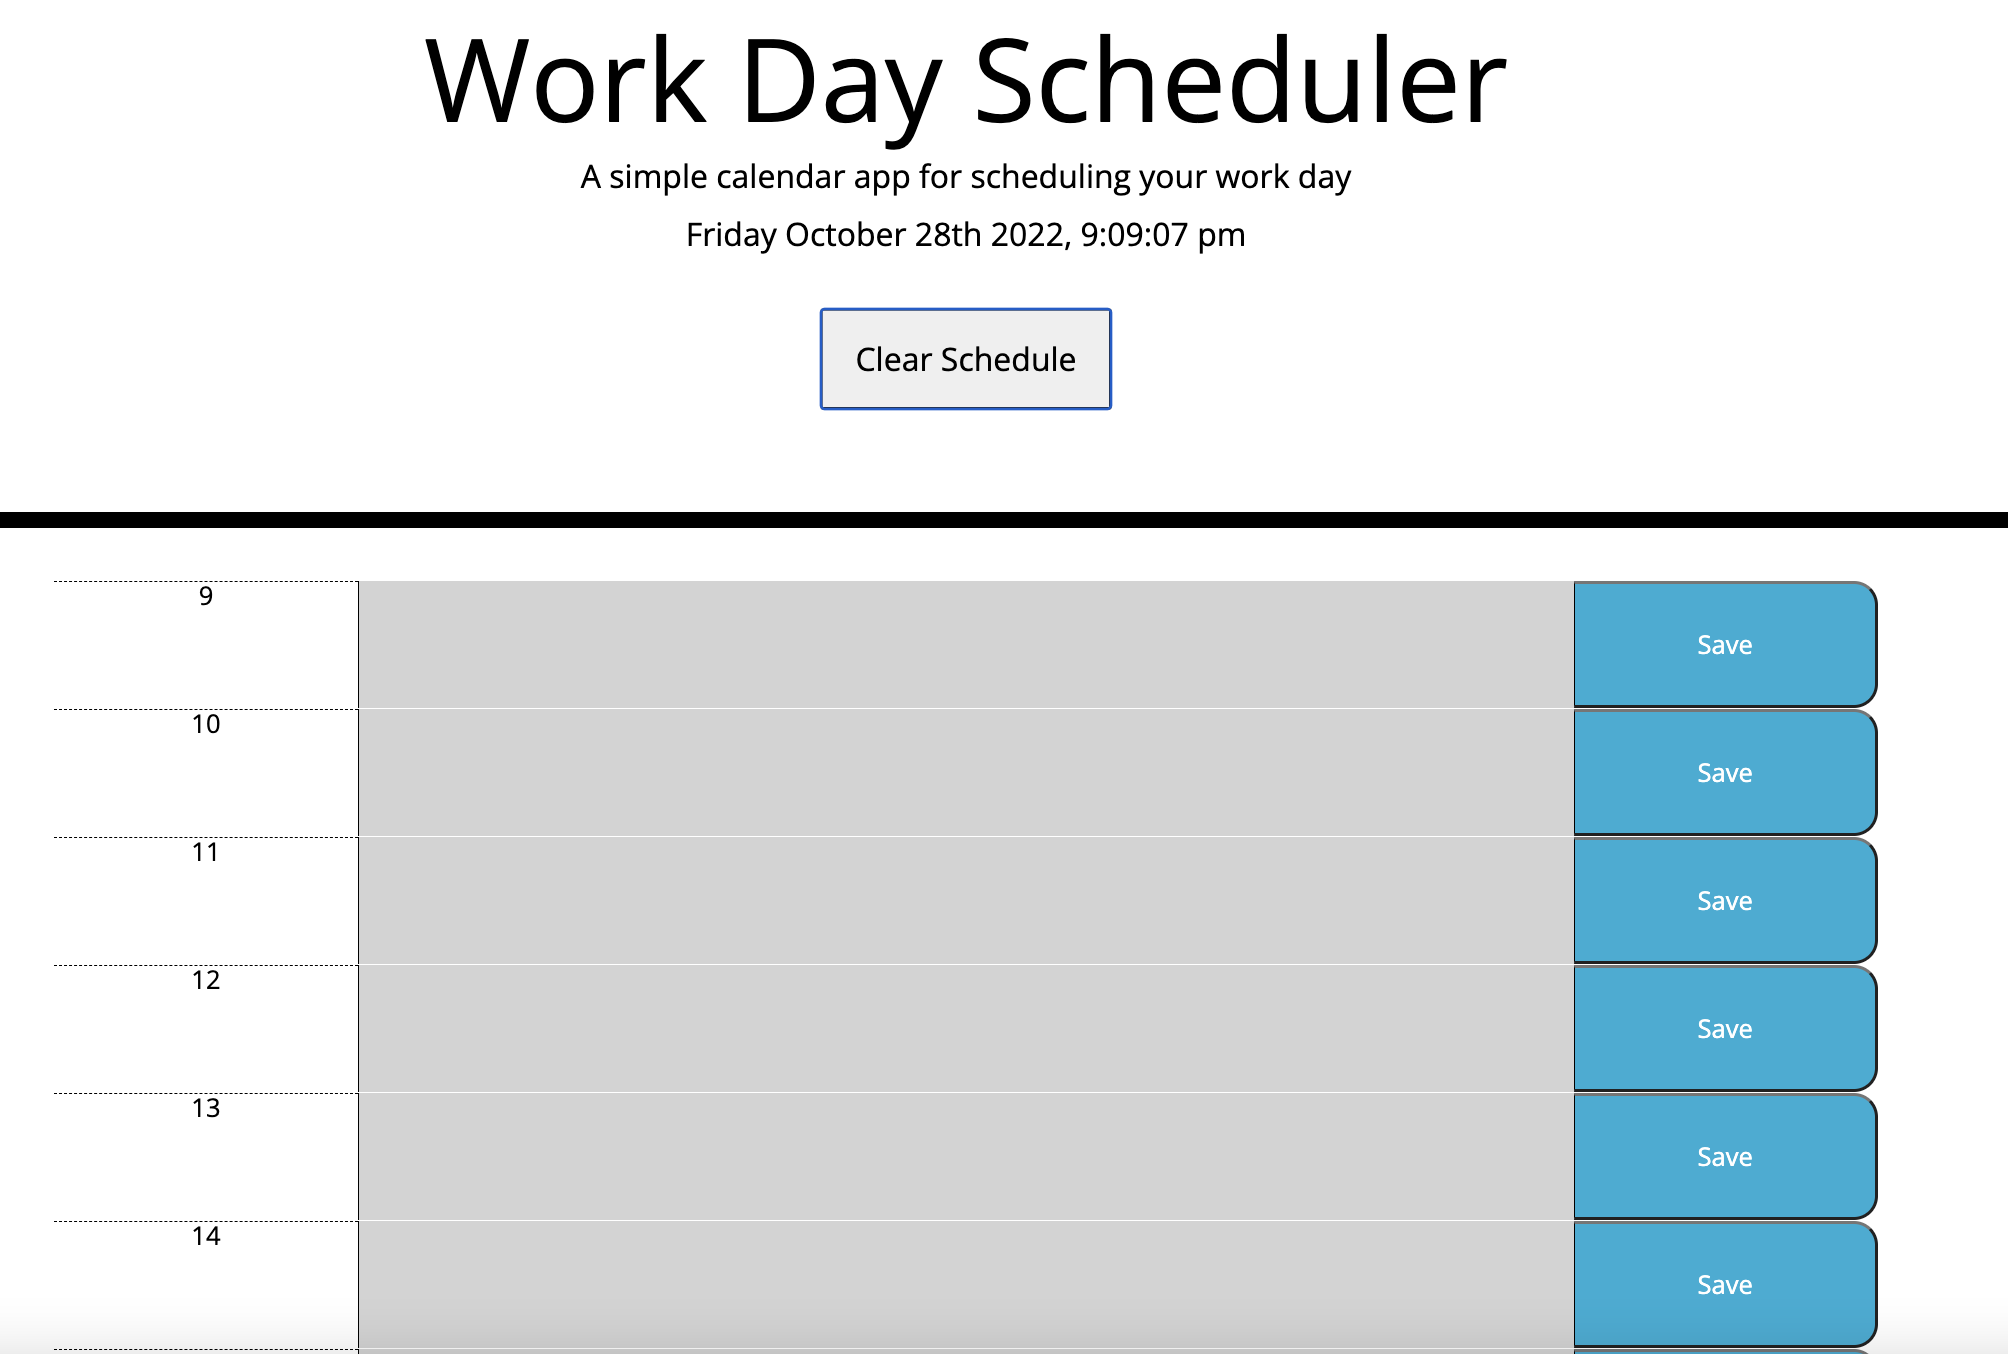 Work Day Scheduler
A simple calendar app for scheduling your work day
Friday October 28th 2022, 9:09:07 pm
Clear Schedule
9
Save
10
Save
11
Save
12
Save
13
Save
14
Save